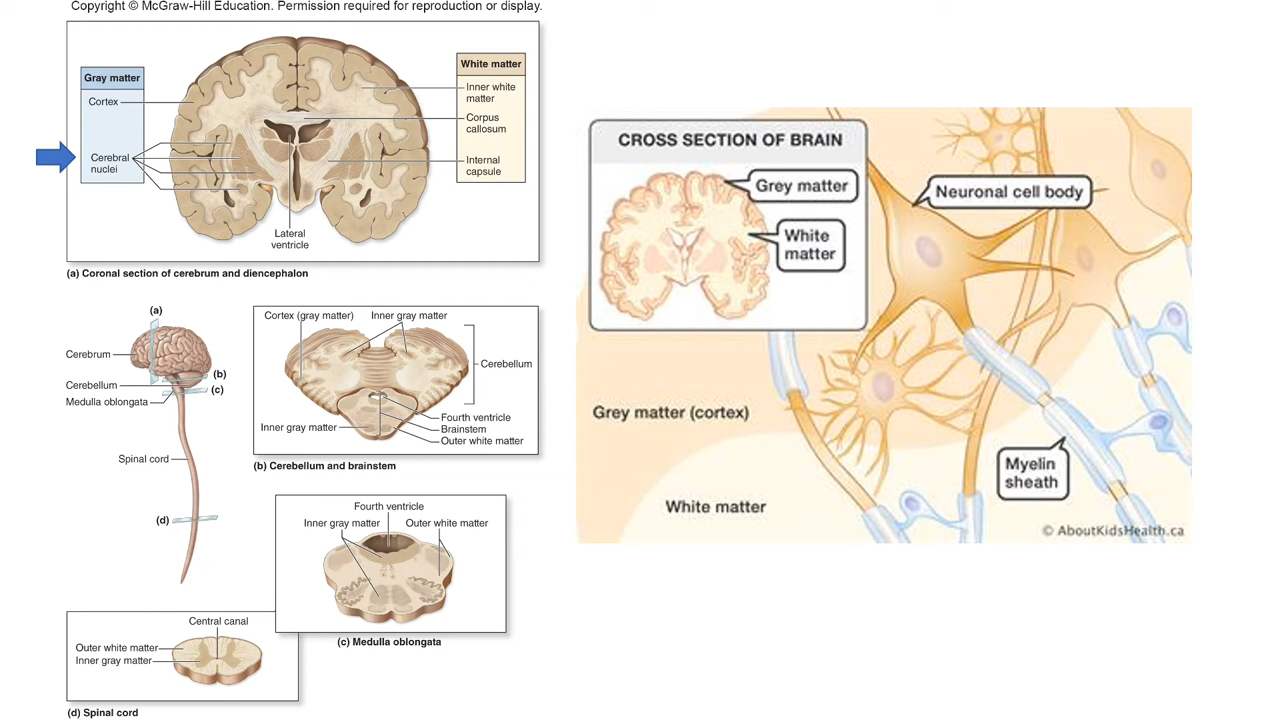 Copyright © McGraw-Hill Education. Permission required for reproduction or display.
Gray matter
Cortex
Cerebral
nuclei
White matter
Inner white
matter
Corpus
callosum
Internal
capsule
Lateral
ventricle
(a) Coronal section of cerebrum and diencephalon
(a)
Cerebrum
(b)
Cerebellum
(c)
Medulla oblongata
Spinal cord
(d)
Cortex (gray matter)
Inner gray matter
Cerebellum
Fourth ventricle
Inner gray matter
Brainstem
Outer white matter
(b) Cerebellum and brainstem
Fourth ventricle
Inner gray matter
Outer white matter
(c) Medulla oblongata
Central canal
Outer white matter
Inner gray matter
(d) Spinal cord
CROSS SECTION OF BRAIN
Grey matter
White
matter
Neuronal cell body
Grey matter (cortex)
Myelin
sheath
White matter
© AboutKidsHealth.ca